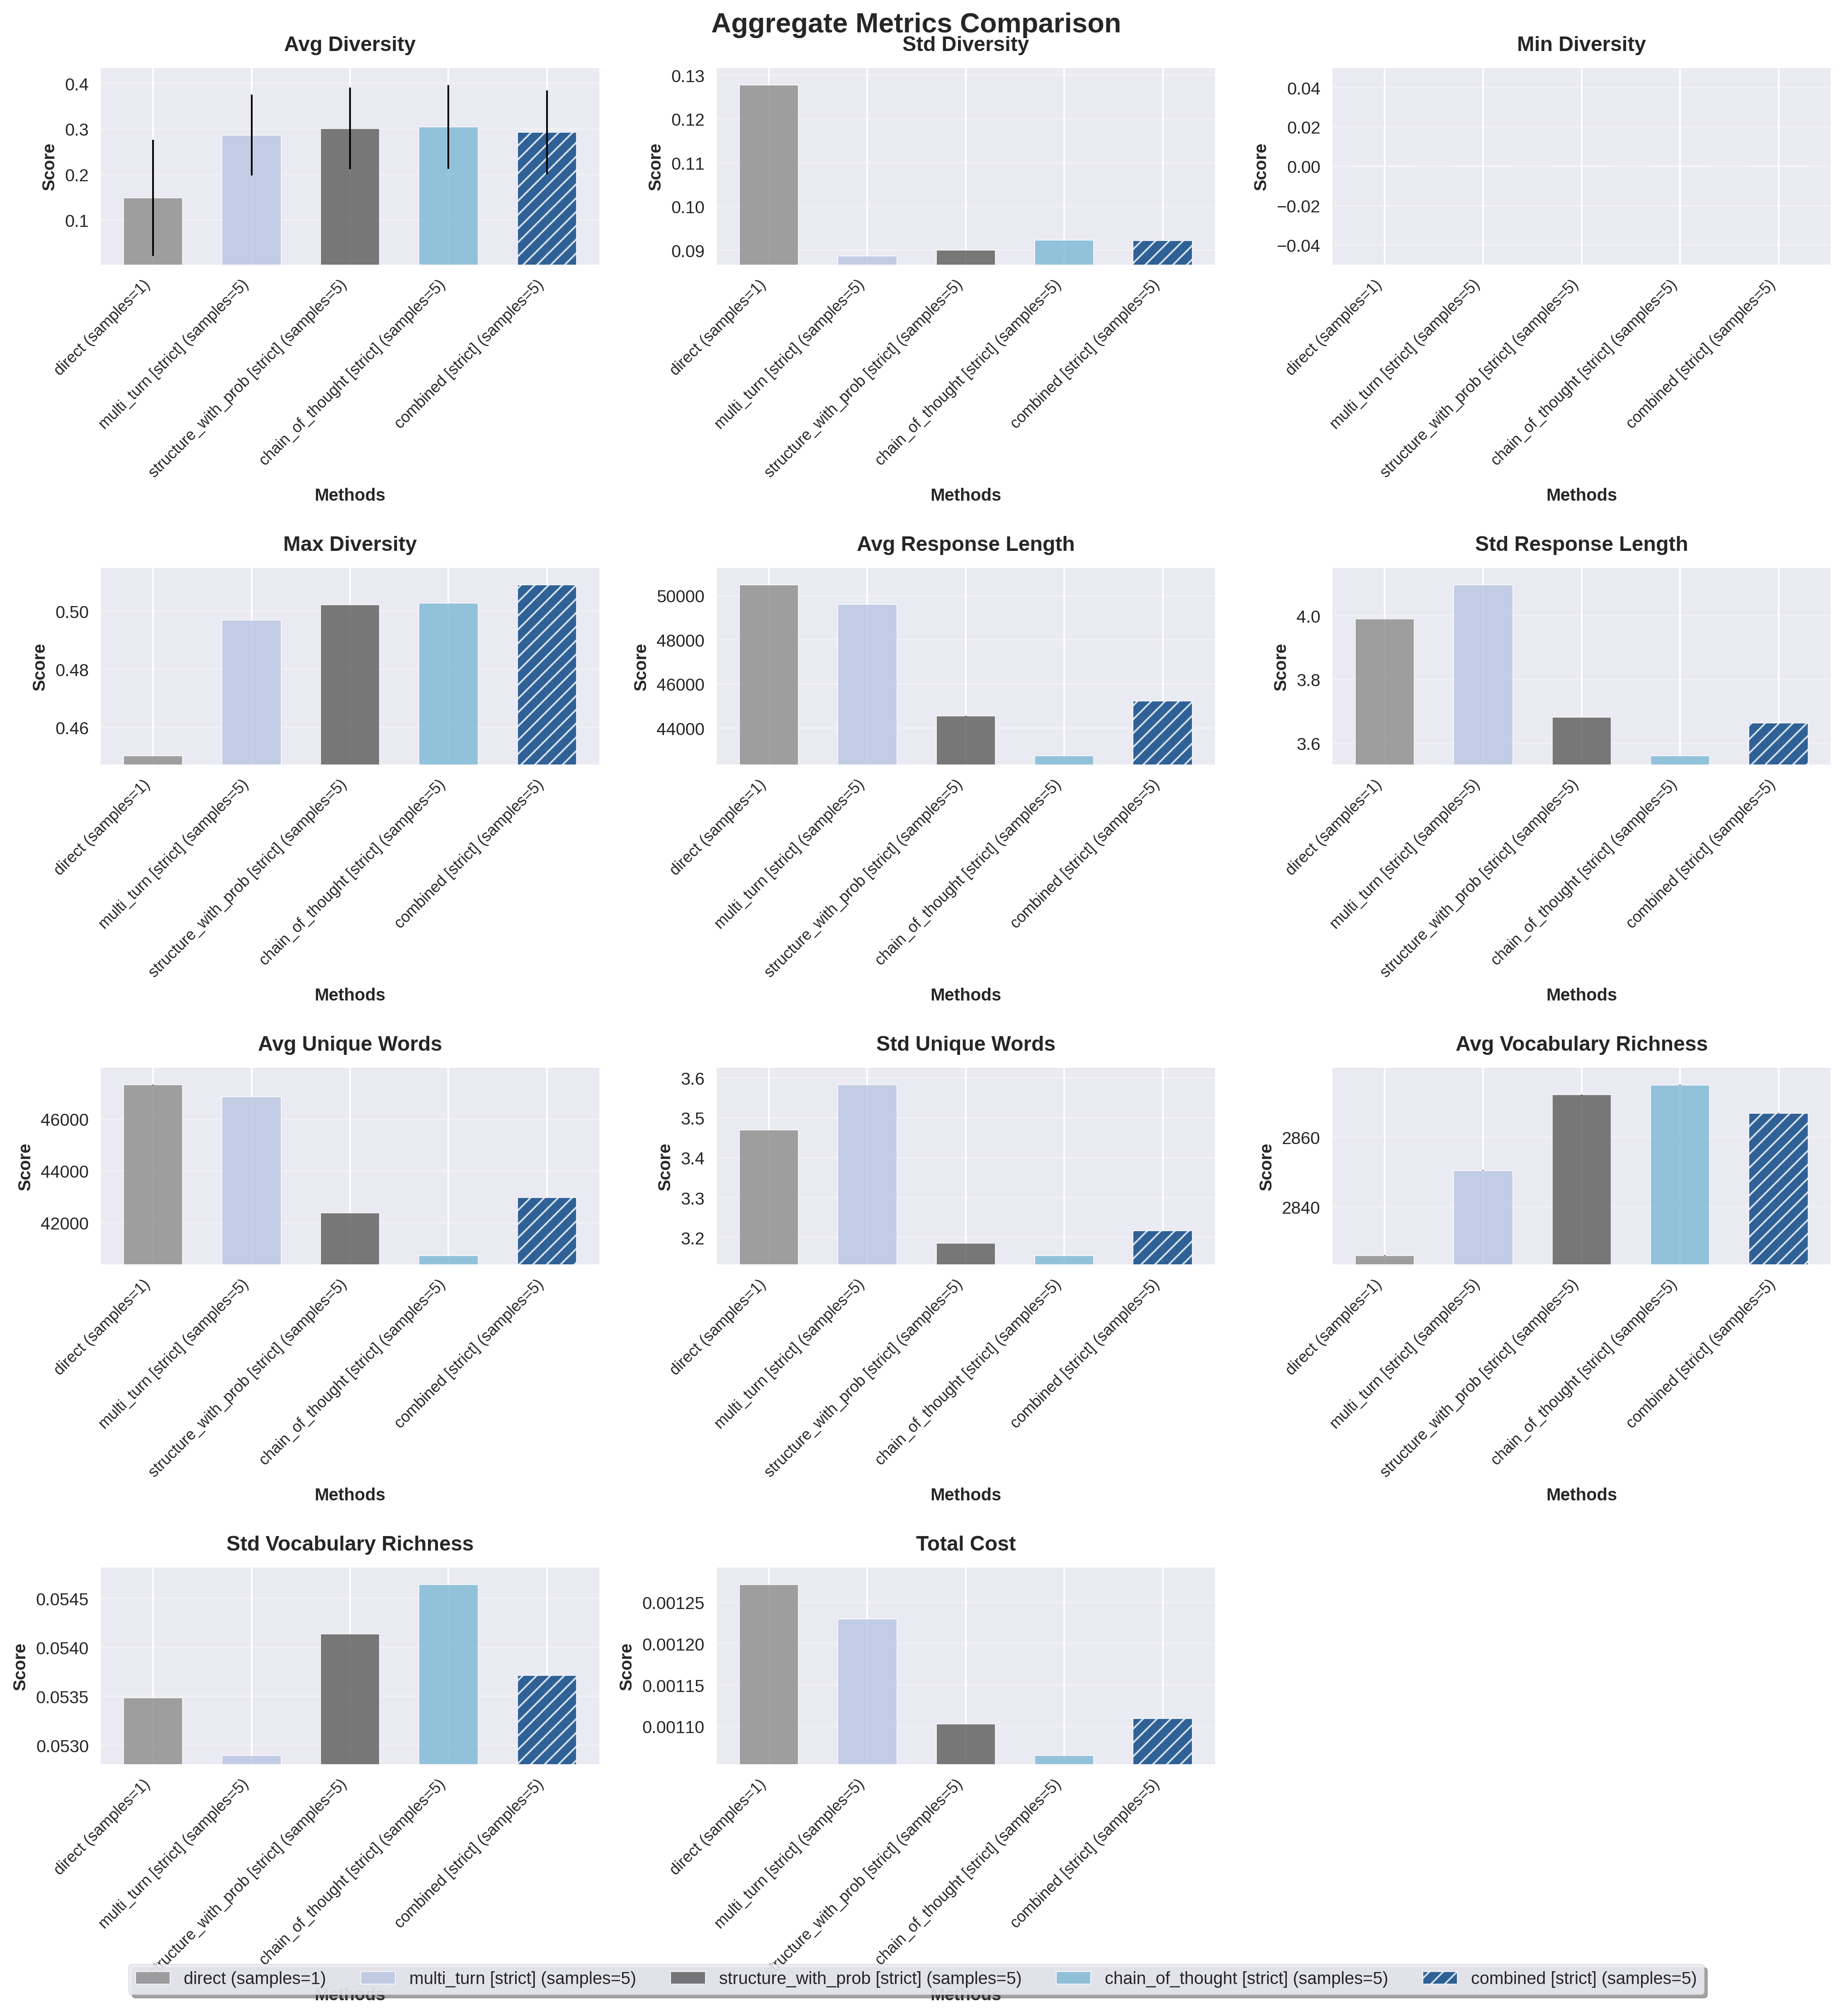 Aggregate Metrics Comparison
Avg Diversity
Score
0.4
0.3
0.2
0.1
direct (samples=1)
multi_turn [strict] (samples=5)
structure_with_prob [strict] (samples=5)
chain_of_thought [strict] (samples=5)
combined [strict] (samples=5)
Methods
Std Diversity
Score
0.13
0.12
0.11
0.10
0.09
direct (samples=1)
multi_turn [strict] (samples=5)
structure_with_prob [strict] (samples=5)
chain_of_thought [strict] (samples=5)
combined [strict] (samples=5)
Methods
Min Diversity
Score
0.04
0.02
0.00
−0.02
−0.04
direct (samples=1)
multi_turn [strict] (samples=5)
structure_with_prob [strict] (samples=5)
chain_of_thought [strict] (samples=5)
combined [strict] (samples=5)
Methods
Max Diversity
Score
0.50
0.48
0.46
direct (samples=1)
multi_turn [strict] (samples=5)
structure_with_prob [strict] (samples=5)
chain_of_thought [strict] (samples=5)
combined [strict] (samples=5)
Methods
Avg Response Length
Score
50000
48000
46000
44000
direct (samples=1)
multi_turn [strict] (samples=5)
structure_with_prob [strict] (samples=5)
chain_of_thought [strict] (samples=5)
combined [strict] (samples=5)
Methods
Std Response Length
Score
4.0
3.8
3.6
direct (samples=1)
multi_turn [strict] (samples=5)
structure_with_prob [strict] (samples=5)
chain_of_thought [strict] (samples=5)
combined [strict] (samples=5)
Methods
Avg Unique Words
Score
46000
44000
42000
direct (samples=1)
multi_turn [strict] (samples=5)
structure_with_prob [strict] (samples=5)
chain_of_thought [strict] (samples=5)
combined [strict] (samples=5)
Methods
Std Unique Words
Score
3.6
3.5
3.4
3.3
3.2
direct (samples=1)
multi_turn [strict] (samples=5)
structure_with_prob [strict] (samples=5)
chain_of_thought [strict] (samples=5)
combined [strict] (samples=5)
Methods
Avg Vocabulary Richness
Score
2860
2840
direct (samples=1)
multi_turn [strict] (samples=5)
structure_with_prob [strict] (samples=5)
chain_of_thought [strict] (samples=5)
combined [strict] (samples=5)
Methods
Std Vocabulary Richness
Score
0.0545
0.0540
0.0535
0.0530
direct (samples=1)
multi_turn [strict] (samples=5)
ructure_with_prob [strict] (samples=5)
chain_of_thought [strict] (samples=5)
combined [strict] (samples=5)
Methods
Total Cost
Score
0.00125
0.00120
0.00115
0.00110
direct (samples=1)
multi_turn [strict] (samples=5)
ructure_with_prob [strict] (samples=5)
chain_of_thought [strict] (samples=5)
combined [strict] (samples=5)
Methods
direct (samples=1)
multi_turn [strict] (samples=5)
structure_with_prob [strict] (samples=5)
chain_of_thought [strict] (samples=5)
combined [strict] (samples=5)